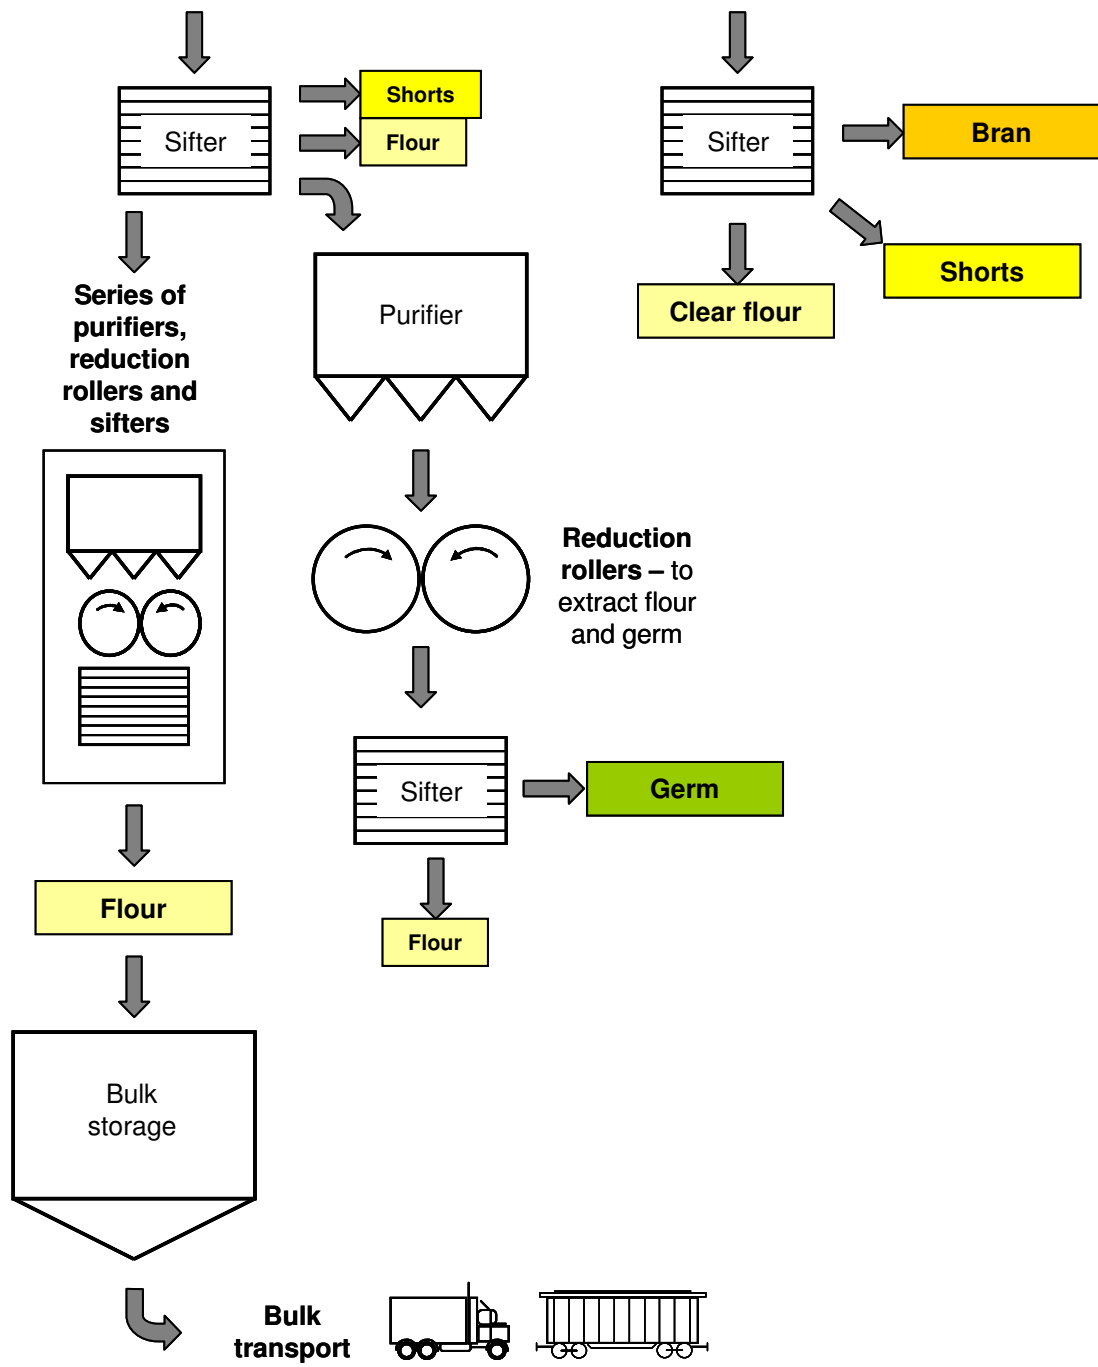 Sifter
Shorts
Flour
Sifter
Bran
Shorts
Clear flour
Series of
purifiers,
reduction
rollers and
sifters
Purifier
Reduction
rollers – to
extract flour
and germ
Sifter
Germ
Flour
Flour
Bulk
storage
Bulk
transport